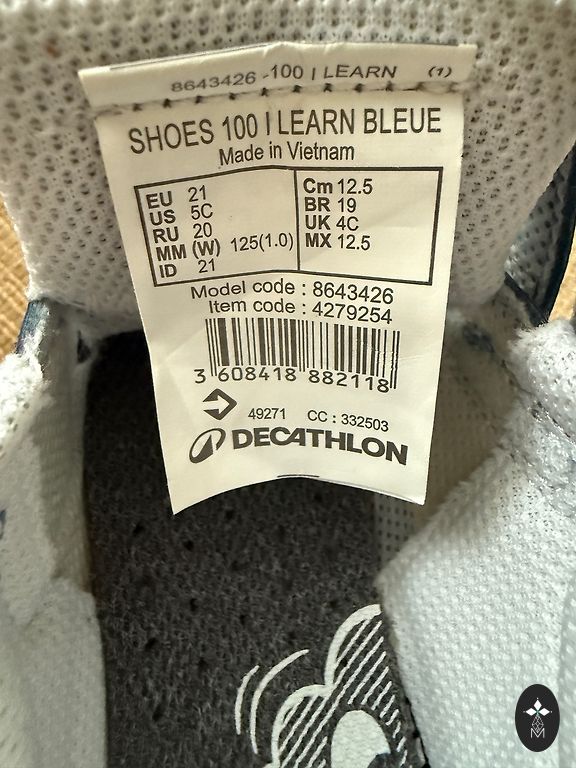 8643426 -100 I LEARN (1)
SHOES 100 I LEARN BLEUE
Made in Vietnam
EU 21
US 5C
RU 20
MM (W) 125(1.0)
ID 21
Cm 12.5
BR 19
UK 4C
MX 12.5
Model code : 8643426
Item code : 4279254
3 608418 882118
49271 CC : 332503
DECATHLON
M